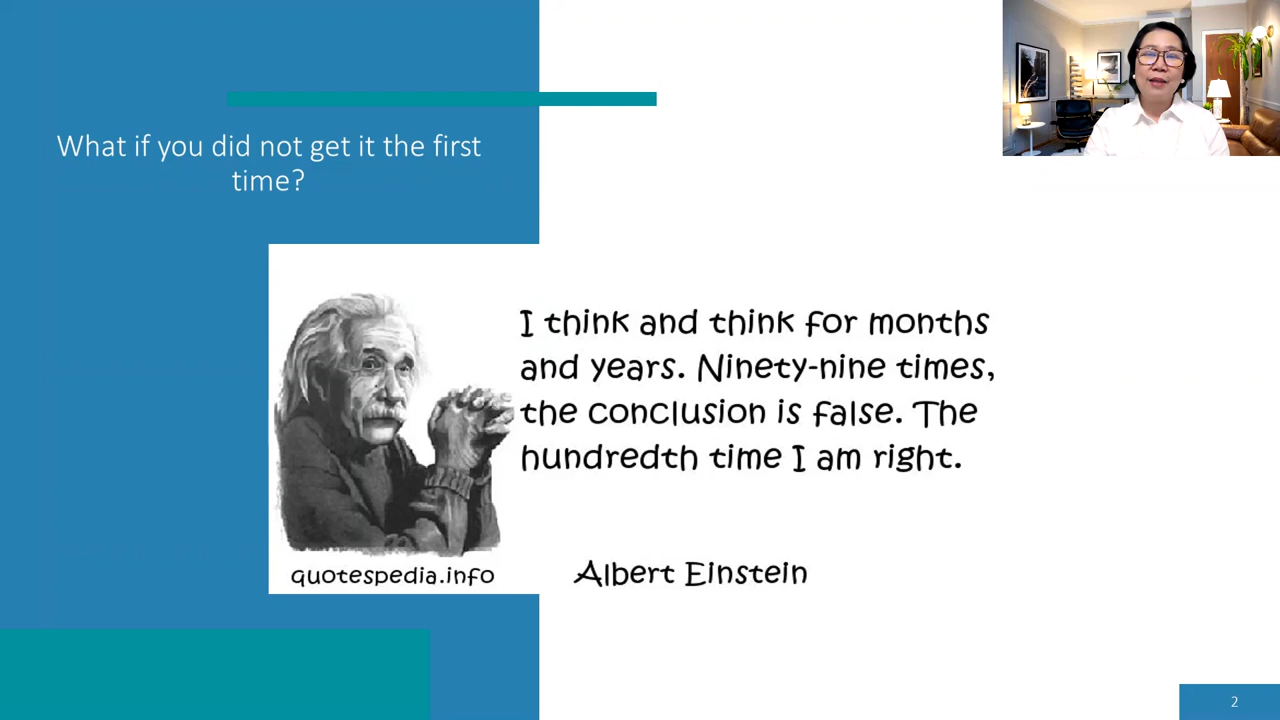 What if you did not get it the first
time?
I think and think for months
and years. Ninety-nine times,
the conclusion is false. The
hundredth time I am right.
quotespedia.info
Albert Einstein
2